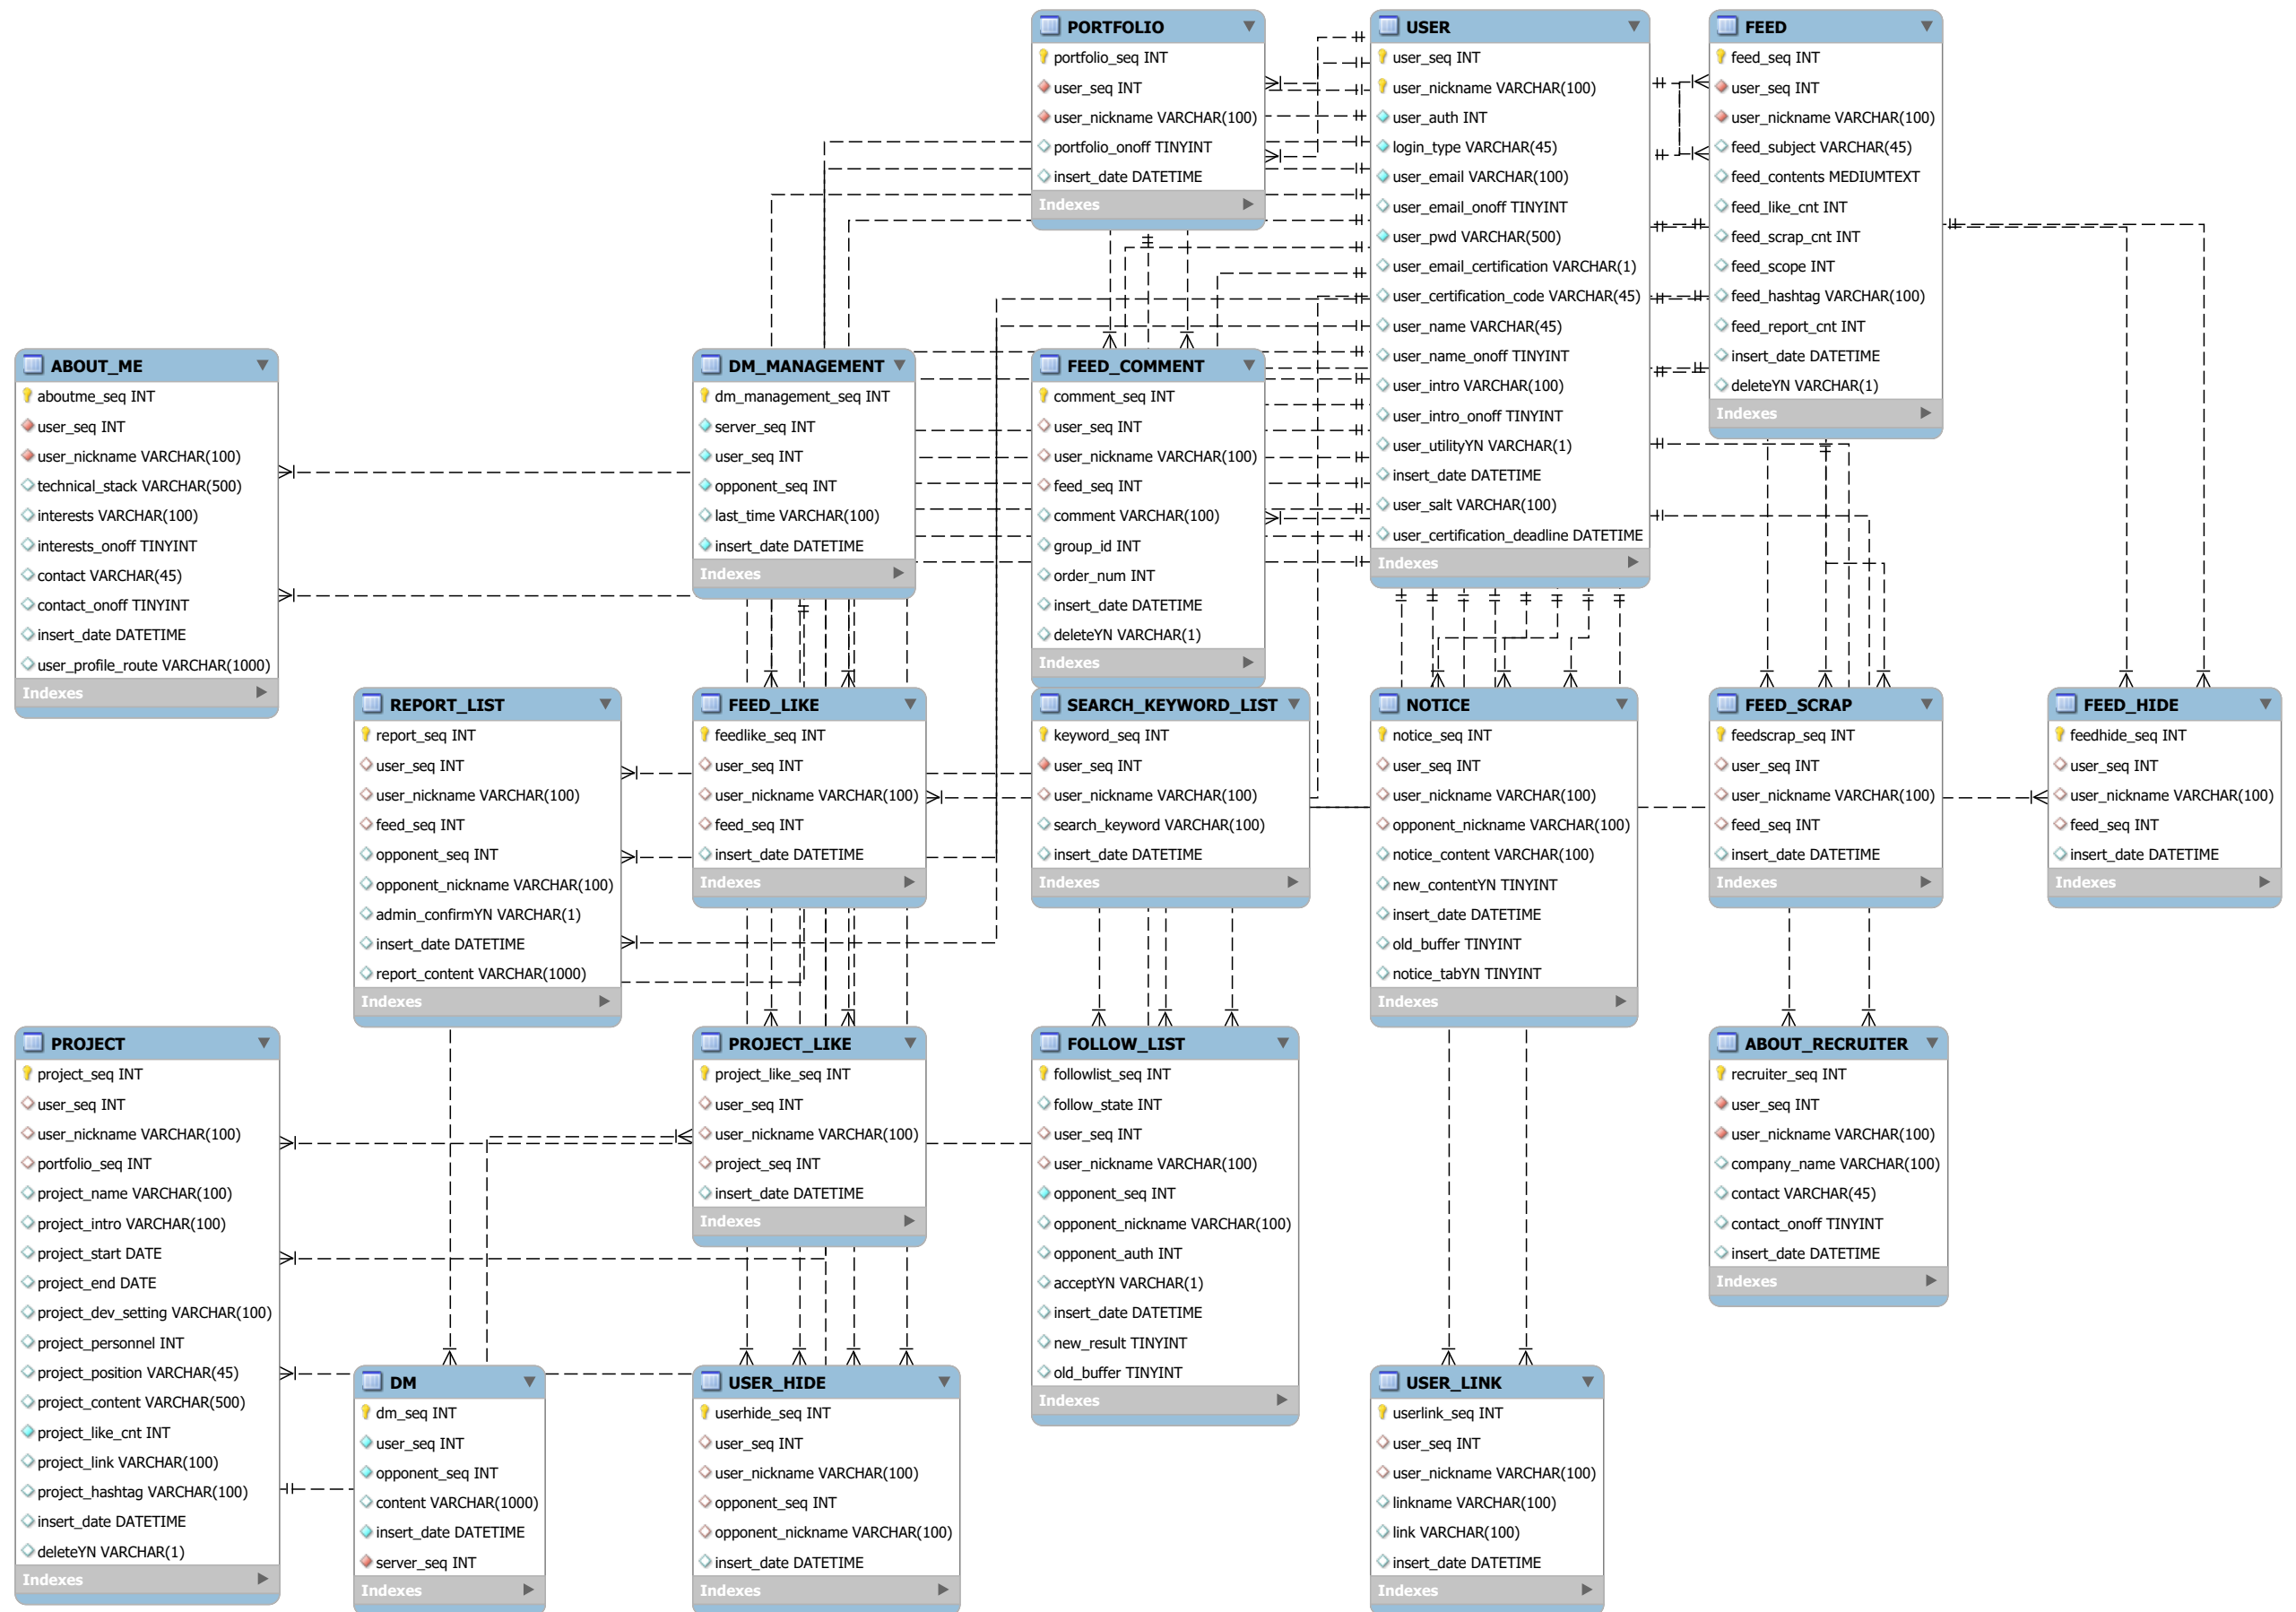 PORTFOLIO
portfolio_seq INT
user_seq INT
user_nickname VARCHAR(100)
portfolio_onoff TINYINT
insert_date DATETIME
Indexes
USER
user_seq INT
user_nickname VARCHAR(100)
user_auth INT
login_type VARCHAR(45)
user_email VARCHAR(100)
user_email_onoff TINYINT
user_pwd VARCHAR(500)
user_email_certification VARCHAR(1)
user_certification_code VARCHAR(45)
user_name VARCHAR(45)
user_name_onoff TINYINT
user_intro VARCHAR(100)
user_intro_onoff TINYINT
user_utilityYN VARCHAR(1)
insert_date DATETIME
user_salt VARCHAR(100)
user_certification_deadline DATETIME
Indexes
FEED
feed_seq INT
user_seq INT
user_nickname VARCHAR(100)
feed_subject VARCHAR(45)
feed_contents MEDIUMTEXT
feed_like_cnt INT
feed_scrap_cnt INT
feed_scope INT
feed_hashtag VARCHAR(100)
feed_report_cnt INT
insert_date DATETIME
deleteYN VARCHAR(1)
Indexes
ABOUT_ME
aboutme_seq INT
user_seq INT
user_nickname VARCHAR(100)
technical_stack VARCHAR(500)
interests VARCHAR(100)
interests_onoff TINYINT
contact VARCHAR(45)
contact_onoff TINYINT
insert_date DATETIME
user_profile_route VARCHAR(1000)
Indexes
DM_MANAGEMENT
dm_management_seq INT
server_seq INT
user_seq INT
opponent_seq INT
last_time VARCHAR(100)
insert_date DATETIME
Indexes
FEED_COMMENT
comment_seq INT
user_seq INT
user_nickname VARCHAR(100)
feed_seq INT
comment VARCHAR(100)
group_id INT
order_num INT
insert_date DATETIME
deleteYN VARCHAR(1)
Indexes
REPORT_LIST
report_seq INT
user_seq INT
user_nickname VARCHAR(100)
feed_seq INT
opponent_seq INT
opponent_nickname VARCHAR(100)
admin_confirmYN VARCHAR(1)
insert_date DATETIME
report_content VARCHAR(1000)
Indexes
FEED_LIKE
feedlike_seq INT
user_seq INT
user_nickname VARCHAR(100)
feed_seq INT
insert_date DATETIME
Indexes
SEARCH_KEYWORD_LIST
keyword_seq INT
user_seq INT
user_nickname VARCHAR(100)
search_keyword VARCHAR(100)
insert_date DATETIME
Indexes
NOTICE
notice_seq INT
user_seq INT
user_nickname VARCHAR(100)
opponent_nickname VARCHAR(100)
notice_content VARCHAR(100)
new_contentYN TINYINT
insert_date DATETIME
old_buffer TINYINT
notice_tabYN TINYINT
Indexes
FEED_SCRAP
feedscrap_seq INT
user_seq INT
user_nickname VARCHAR(100)
feed_seq INT
insert_date DATETIME
Indexes
FEED_HIDE
feedhide_seq INT
user_seq INT
user_nickname VARCHAR(100)
feed_seq INT
insert_date DATETIME
Indexes
PROJECT
project_seq INT
user_seq INT
user_nickname VARCHAR(100)
portfolio_seq INT
project_name VARCHAR(100)
project_intro VARCHAR(100)
project_start DATE
project_end DATE
project_dev_setting VARCHAR(100)
project_personnel INT
project_position VARCHAR(45)
project_content VARCHAR(500)
project_like_cnt INT
project_link VARCHAR(100)
project_hashtag VARCHAR(100)
insert_date DATETIME
deleteYN VARCHAR(1)
Indexes
PROJECT_LIKE
project_like_seq INT
user_seq INT
user_nickname VARCHAR(100)
project_seq INT
insert_date DATETIME
Indexes
FOLLOW_LIST
followlist_seq INT
follow_state INT
user_seq INT
user_nickname VARCHAR(100)
opponent_seq INT
opponent_nickname VARCHAR(100)
opponent_auth INT
acceptYN VARCHAR(1)
insert_date DATETIME
new_result TINYINT
old_buffer TINYINT
Indexes
ABOUT_RECRUITER
recruiter_seq INT
user_seq INT
user_nickname VARCHAR(100)
company_name VARCHAR(100)
contact VARCHAR(45)
contact_onoff TINYINT
insert_date DATETIME
Indexes
DM
dm_seq INT
user_seq INT
opponent_seq INT
content VARCHAR(1000)
insert_date DATETIME
server_seq INT
Indexes
USER_HIDE
userhide_seq INT
user_seq INT
user_nickname VARCHAR(100)
opponent_seq INT
opponent_nickname VARCHAR(100)
insert_date DATETIME
Indexes
USER_LINK
userlink_seq INT
user_seq INT
user_nickname VARCHAR(100)
linkname VARCHAR(100)
link VARCHAR(100)
insert_date DATETIME
Indexes